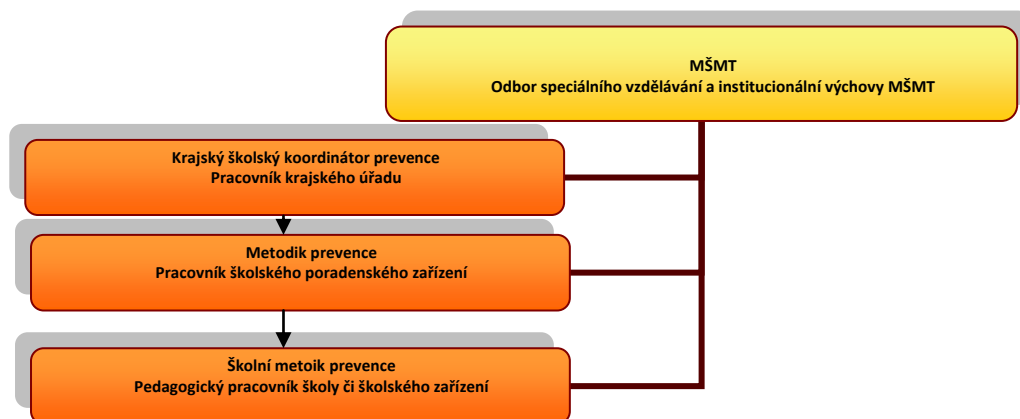 MŠMT
Odbor speciálního vzdělávání a institucionální výchovy MŠMT
Krajský školský koordinátor prevence
Pracovník krajského úřadu
Metodik prevence
Pracovník školského poradenského zařízení
Školní metoik prevence
Pedagogický pracovník školy či školského zařízení